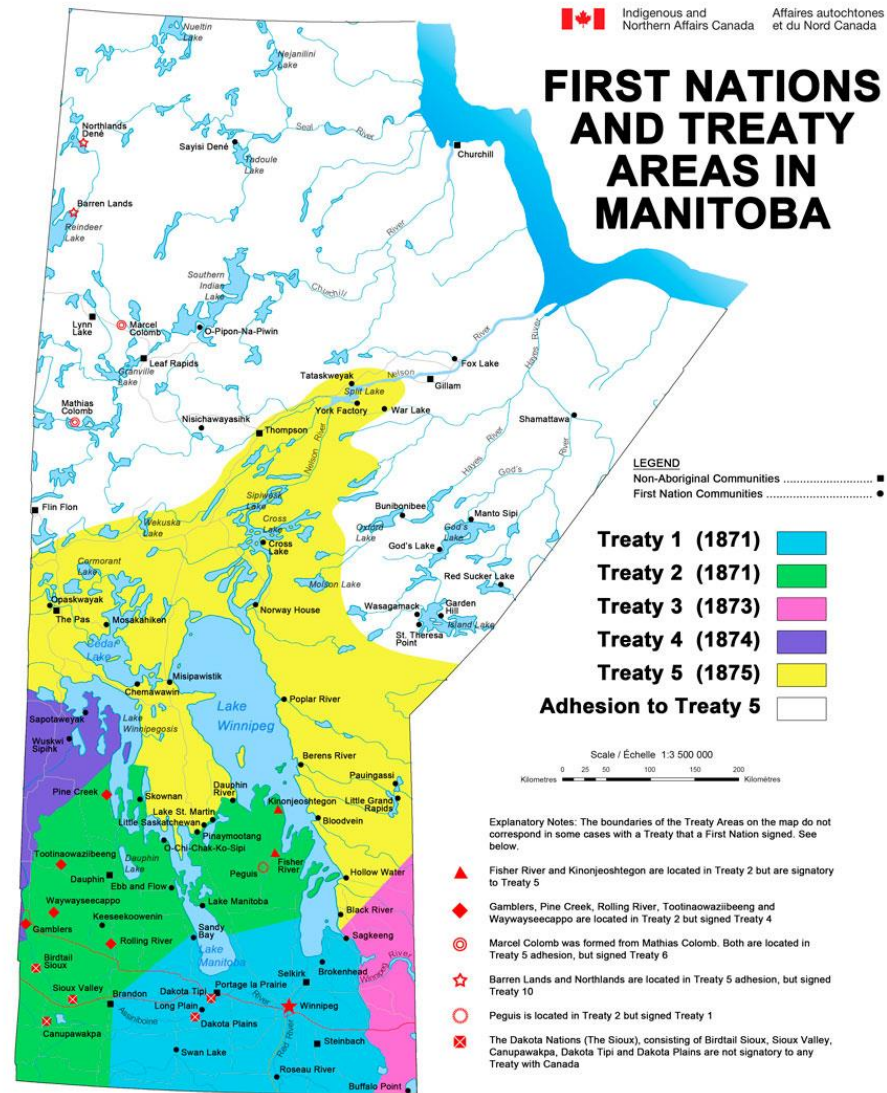 Indigenous and
Northern Affairs Canada
Affaires autochtones
et du Nord Canada
FIRST NATIONS
AND TREATY
AREAS IN
MANITOBA
Nueltin
Lake
Nejanilini
Lake
Northlands
Dené
Sayisi Dené
Seal
River
Tadoule
Lake
Churchill
Barren Lands
Reindeer
Lake
River
Southern
Indian
Lake
Churchill
Lynn
Lake
Marcel
Colomb
O-Pipon-Na-Piwin
Leaf Rapids
Granville
Lake
River
Hayes River
Fox Lake
Nelson
Tataskweyak
Split Lake
Gillam
Mathias
Colomb
York Factory
War Lake
Nisichawayasihk
Thompson
Nelson River
Shamattawa
Hayes River
God's
River
Flin Flon
Sipiwesk
Lake
Wekuska
Lake
Cross
Lake
Cross
Lake
Bunibonibee
Oxford
Lake
Manto Sipi
God's
Lake
God's Lake
Cormorant
Lake
Molson Lake
Red Sucker Lake
Opaskwayak
The Pas
Mosakahiken
Norway House
Wasagamack
Garden
Hill
Island Lake
St. Theresa
Point
Cedar
Lake
Misipawistik
Chemawawin
Lake
Winnipeg
Poplar River
Sapotaweyak
Lake
Winnipegosis
Wuskwi
Sipihk
Berens River
Pauingassi
Pine Creek
Skownan
Dauphin
River
Kinonjeoshtegon
Little Grand
Rapids
Lake St. Martin
Little Saskatchewan
Pinaymootang
O-Chi-Chak-Ko-Sipi
Bloodvein
Tootinaowaziibeeng
Dauphin
Lake
Peguis
Fisher
River
Dauphin
Ebb and Flow
Hollow Water
Waywayseecappo
Lake Manitoba
Black River
Keeseekoowenin
Gamblers
Rolling River
Sandy
Bay
Sagkeeng
Winnipeg River
Lake
Manitoba
Birdtail
Sioux
Brokenhead
Selkirk
Sioux Valley
Brandon
Dakota Tipi
Portage la Prairie
River
Winnipeg
Long Plain
Assiniboine
Dakota Plains
Canupawakpa
Red River
Steinbach
Swan Lake
Roseau River
Buffalo Point
LEGEND
Non-Aboriginal Communities
First Nation Communities
Treaty 1 (1871)
Treaty 2 (1871)
Treaty 3 (1873)
Treaty 4 (1874)
Treaty 5 (1875)
Adhesion to Treaty 5
Scale / Échelle 1:3 500 000
Kilometres 0 25 50 100 150 200 Kilomètres
Explanatory Notes: The boundaries of the Treaty Areas on the map do not
correspond in some cases with a Treaty that a First Nation signed. See
below.
Fisher River and Kinonjeoshtegon are located in Treaty 2 but are signatory
to Treaty 5
Gamblers, Pine Creek, Rolling River, Tootinaowaziibeeng and
Waywayseecappo are located in Treaty 2 but signed Treaty 4
Marcel Colomb was formed from Mathias Colomb. Both are located in
Treaty 5 adhesion, but signed Treaty 6
Barren Lands and Northlands are located in Treaty 5 adhesion, but signed
Treaty 10
Peguis is located in Treaty 2 but signed Treaty 1
The Dakota Nations (The Sioux), consisting of Birdtail Sioux, Sioux Valley,
Canupawakpa, Dakota Tipi and Dakota Plains are not signatory to any
Treaty with Canada